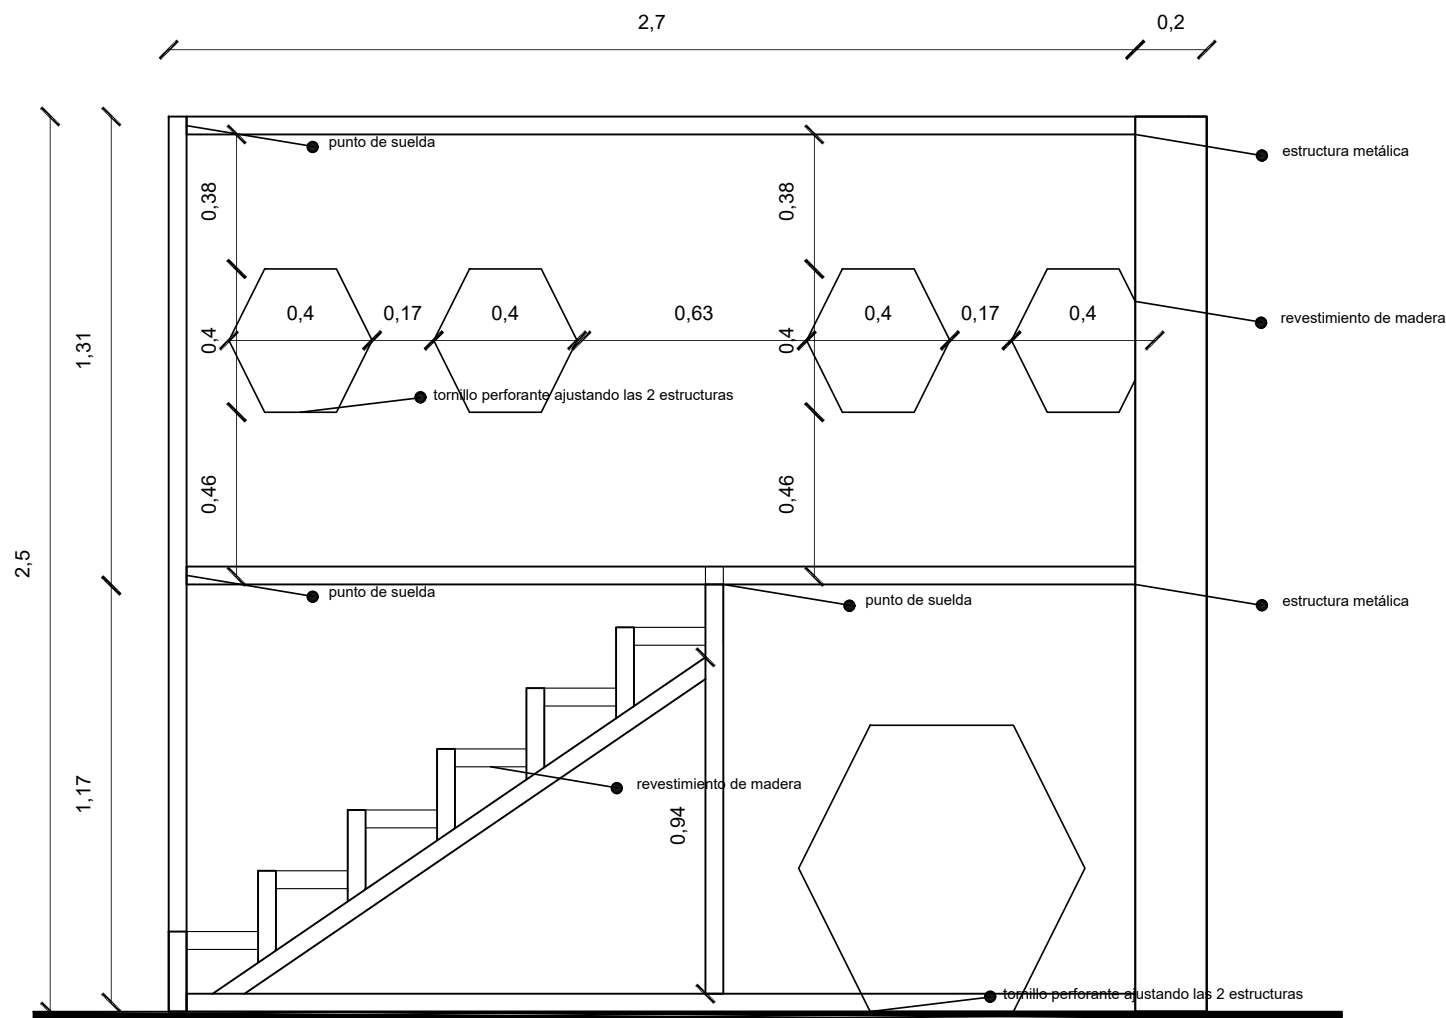 2,7
0,2
punto de suelda
estructura metálica
0,38
0,38
0,4
0,17
0,4
0,63
0,4
0,17
0,4
revestimiento de madera
0,4
0,4
1,31
tornillo perforante ajustando las 2 estructuras
0,46
0,46
2,5
punto de suelda
punto de suelda
estructura metálica
revestimiento de madera
1,17
0,94
tornillo perforante ajustando las 2 estructuras